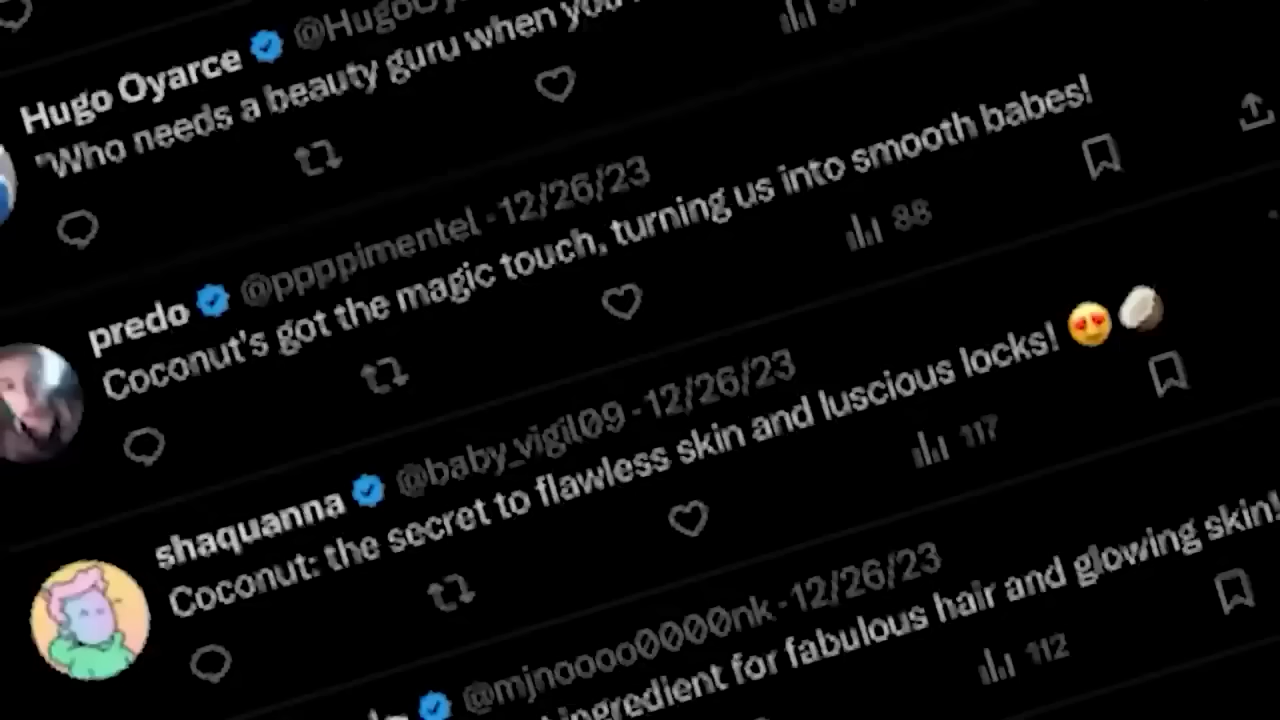 Hugo Oyarce
"Who needs a beauty guru when you
predo @ppppimentel · 12/26/23
Coconut's got the magic touch, turning us into smooth babes!
88
shaquanna @baby_vigil09 · 12/26/23
Coconut: the secret to flawless skin and luscious locks! 😍🥥
117
@mjnoooo0000nk · 12/26/23
ingredient for fabulous hair and glowing skin!
112